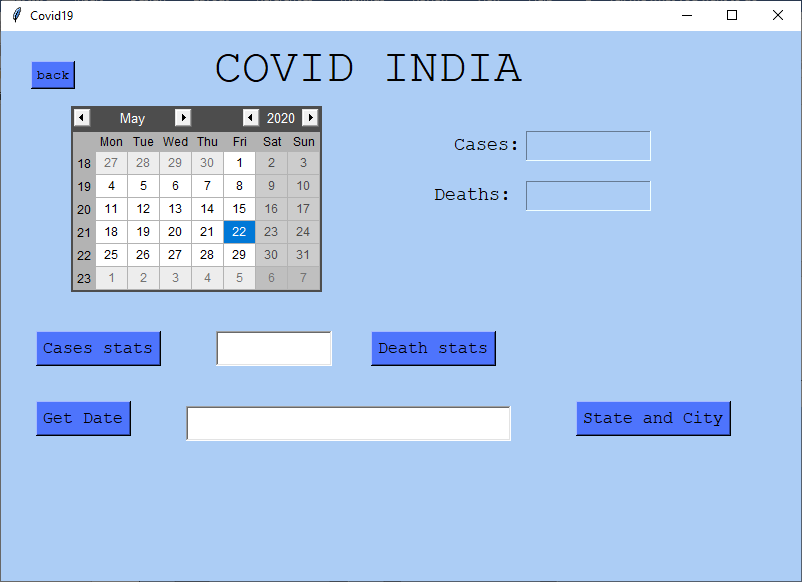 Covid19
back
COVID INDIA
May 2020
Mon Tue Wed Thu Fri Sat Sun
18 27 28 29 30 1 2 3
19 4 5 6 7 8 9 10
20 11 12 13 14 15 16 17
21 18 19 20 21 22 23 24
22 25 26 27 28 29 30 31
23 1 2 3 4 5 6 7
Cases:
Deaths:
Cases stats
Death stats
Get Date
State and City